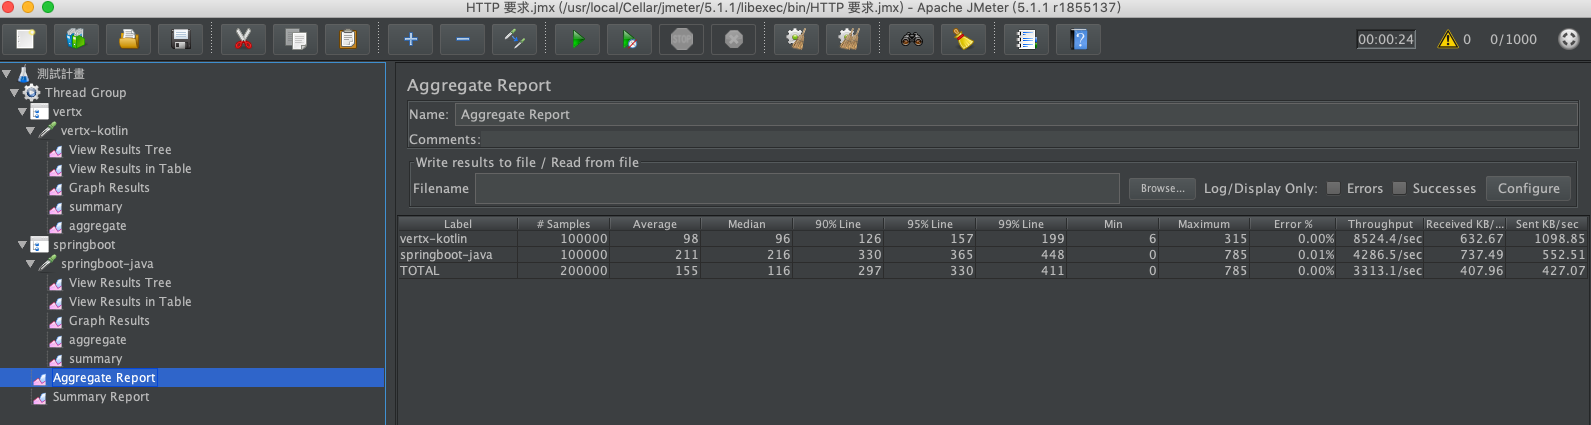 HTTP 要求.jmx (/usr/local/Cellar/jmeter/5.1.1/libexec/bin/HTTP 要求.jmx) - Apache JMeter (5.1.1 r1855137)
STOP 00:00:24 0 0/1000
測試計畫
Thread Group
vertx
vertx-kotlin
View Results Tree
View Results in Table
Graph Results
summary
aggregate
springboot
springboot-java
View Results Tree
View Results in Table
Graph Results
aggregate
summary
Aggregate Report
Summary Report
Aggregate Report
Name: Aggregate Report
Comments:
Write results to file / Read from file
Filename Browse... Log/Display Only: Errors Successes Configure
Label # Samples Average Median 90% Line 95% Line 99% Line Min Maximum Error % Throughput Received KB/... Sent KB/sec
vertx-kotlin 100000 98 96 126 157 199 6 315 0.00% 8524.4/sec 632.67 1098.85
springboot-java 100000 211 216 330 365 448 0 785 0.01% 4286.5/sec 737.49 552.51
TOTAL 200000 155 116 297 330 411 0 785 0.00% 3313.1/sec 407.96 427.07